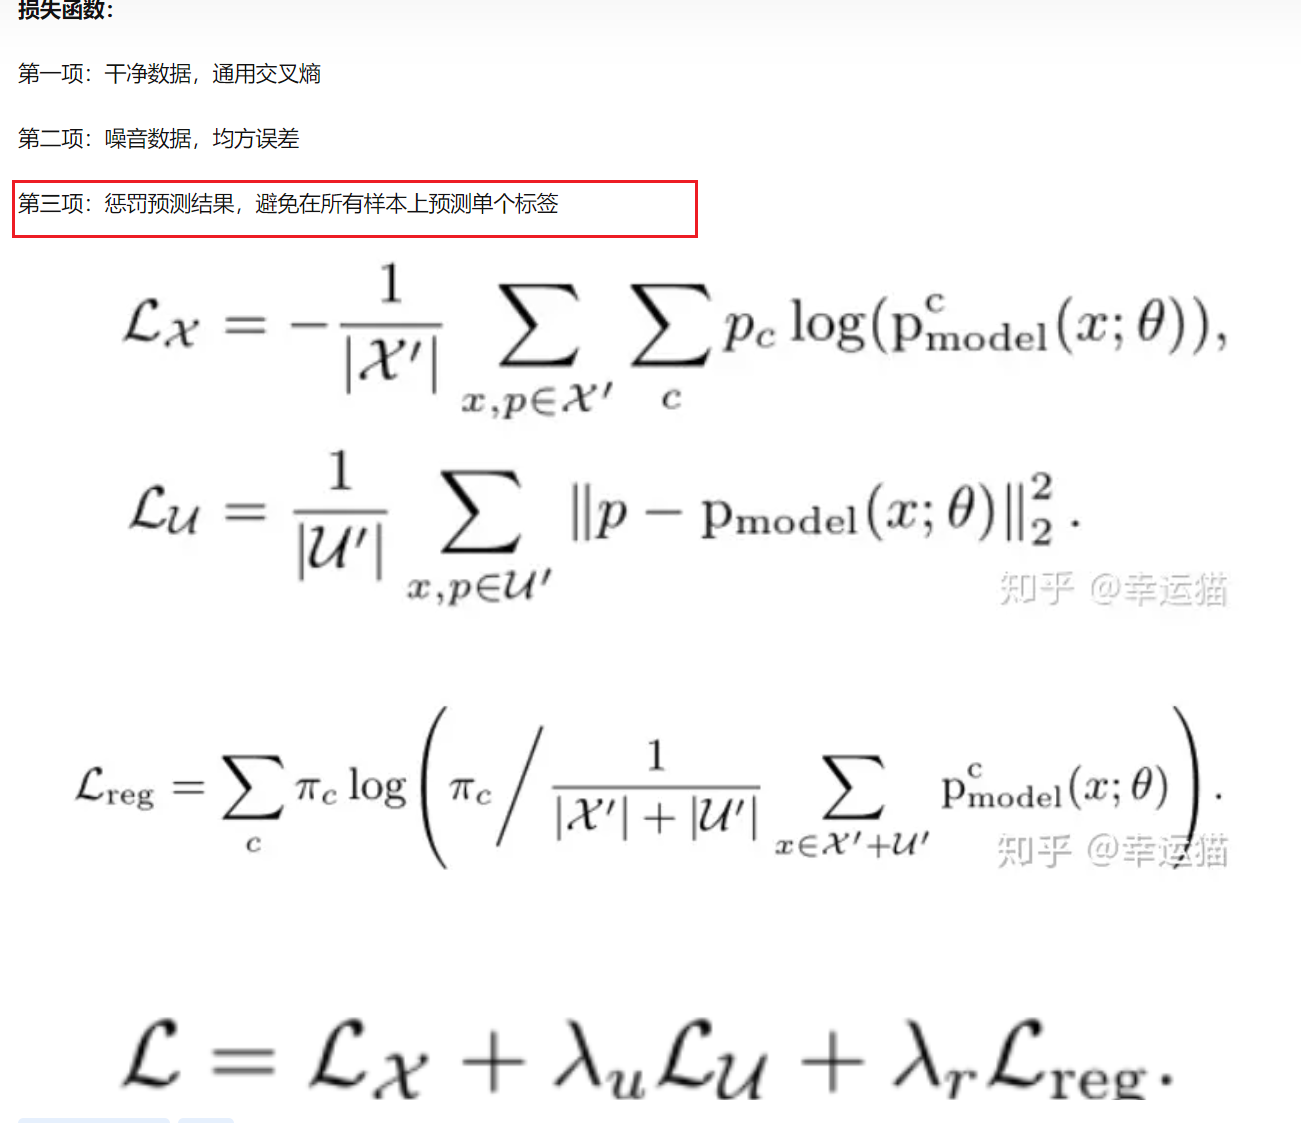 损失函数：
第一项：干净数据，通用交叉熵
第二项：噪音数据，均方误差
第三项：惩罚预测结果，避免在所有样本上预测单个标签
$\mathcal{L}_{\mathcal{X}} = -\frac{1}{|\mathcal{X}'|} \sum_{x,p \in \mathcal{X}'} \sum_{c} p_c \log(\mathrm{p}^{c}_{\mathrm{model}}(x;\theta)),$
$\mathcal{L}_{\mathcal{U}} = \frac{1}{|\mathcal{U}'|} \sum_{x,p \in \mathcal{U}'} \|p - \mathrm{p}_{\mathrm{model}}(x;\theta)\|_2^2.$
知乎 @幸运猫
$\mathcal{L}_{\mathrm{reg}} = \sum_{c} \pi_c \log\left(\pi_c \Big/ \frac{1}{|\mathcal{X}'|+|\mathcal{U}'|} \sum_{x \in \mathcal{X}'+\mathcal{U}'} \mathrm{p}^{c}_{\mathrm{model}}(x;\theta)\right).$
知乎 @幸运猫
$\mathcal{L} = \mathcal{L}_{\mathcal{X}} + \lambda_u \mathcal{L}_{\mathcal{U}} + \lambda_r \mathcal{L}_{\mathrm{reg}}.$